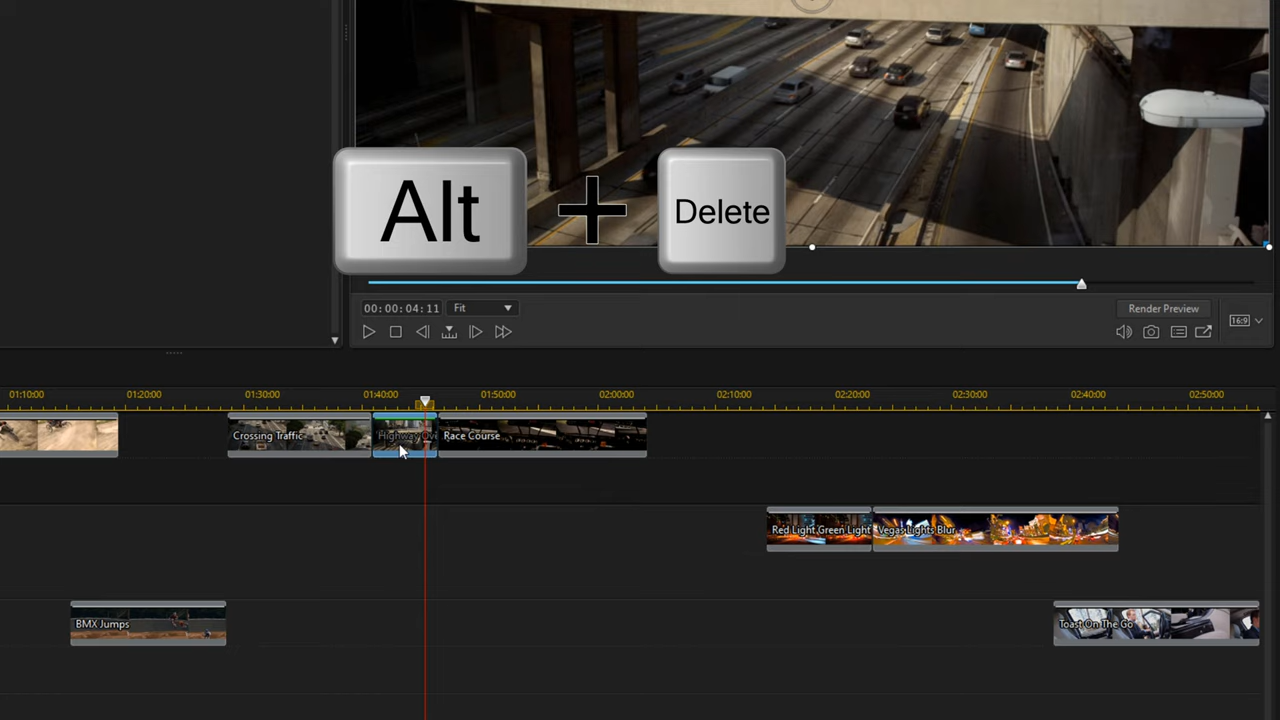 Alt + Delete
00:00:04:11 Fit
Render Preview
16:9
01:10:00 01:20:00 01:30:00 01:40:00 01:50:00 02:00:00 02:10:00 02:20:00 02:30:00 02:40:00 02:50:00
Crossing Traffic Highway Ove Race Course
Red Light Green Light Vegas Lights Blur
BMX Jumps Toast On The Go